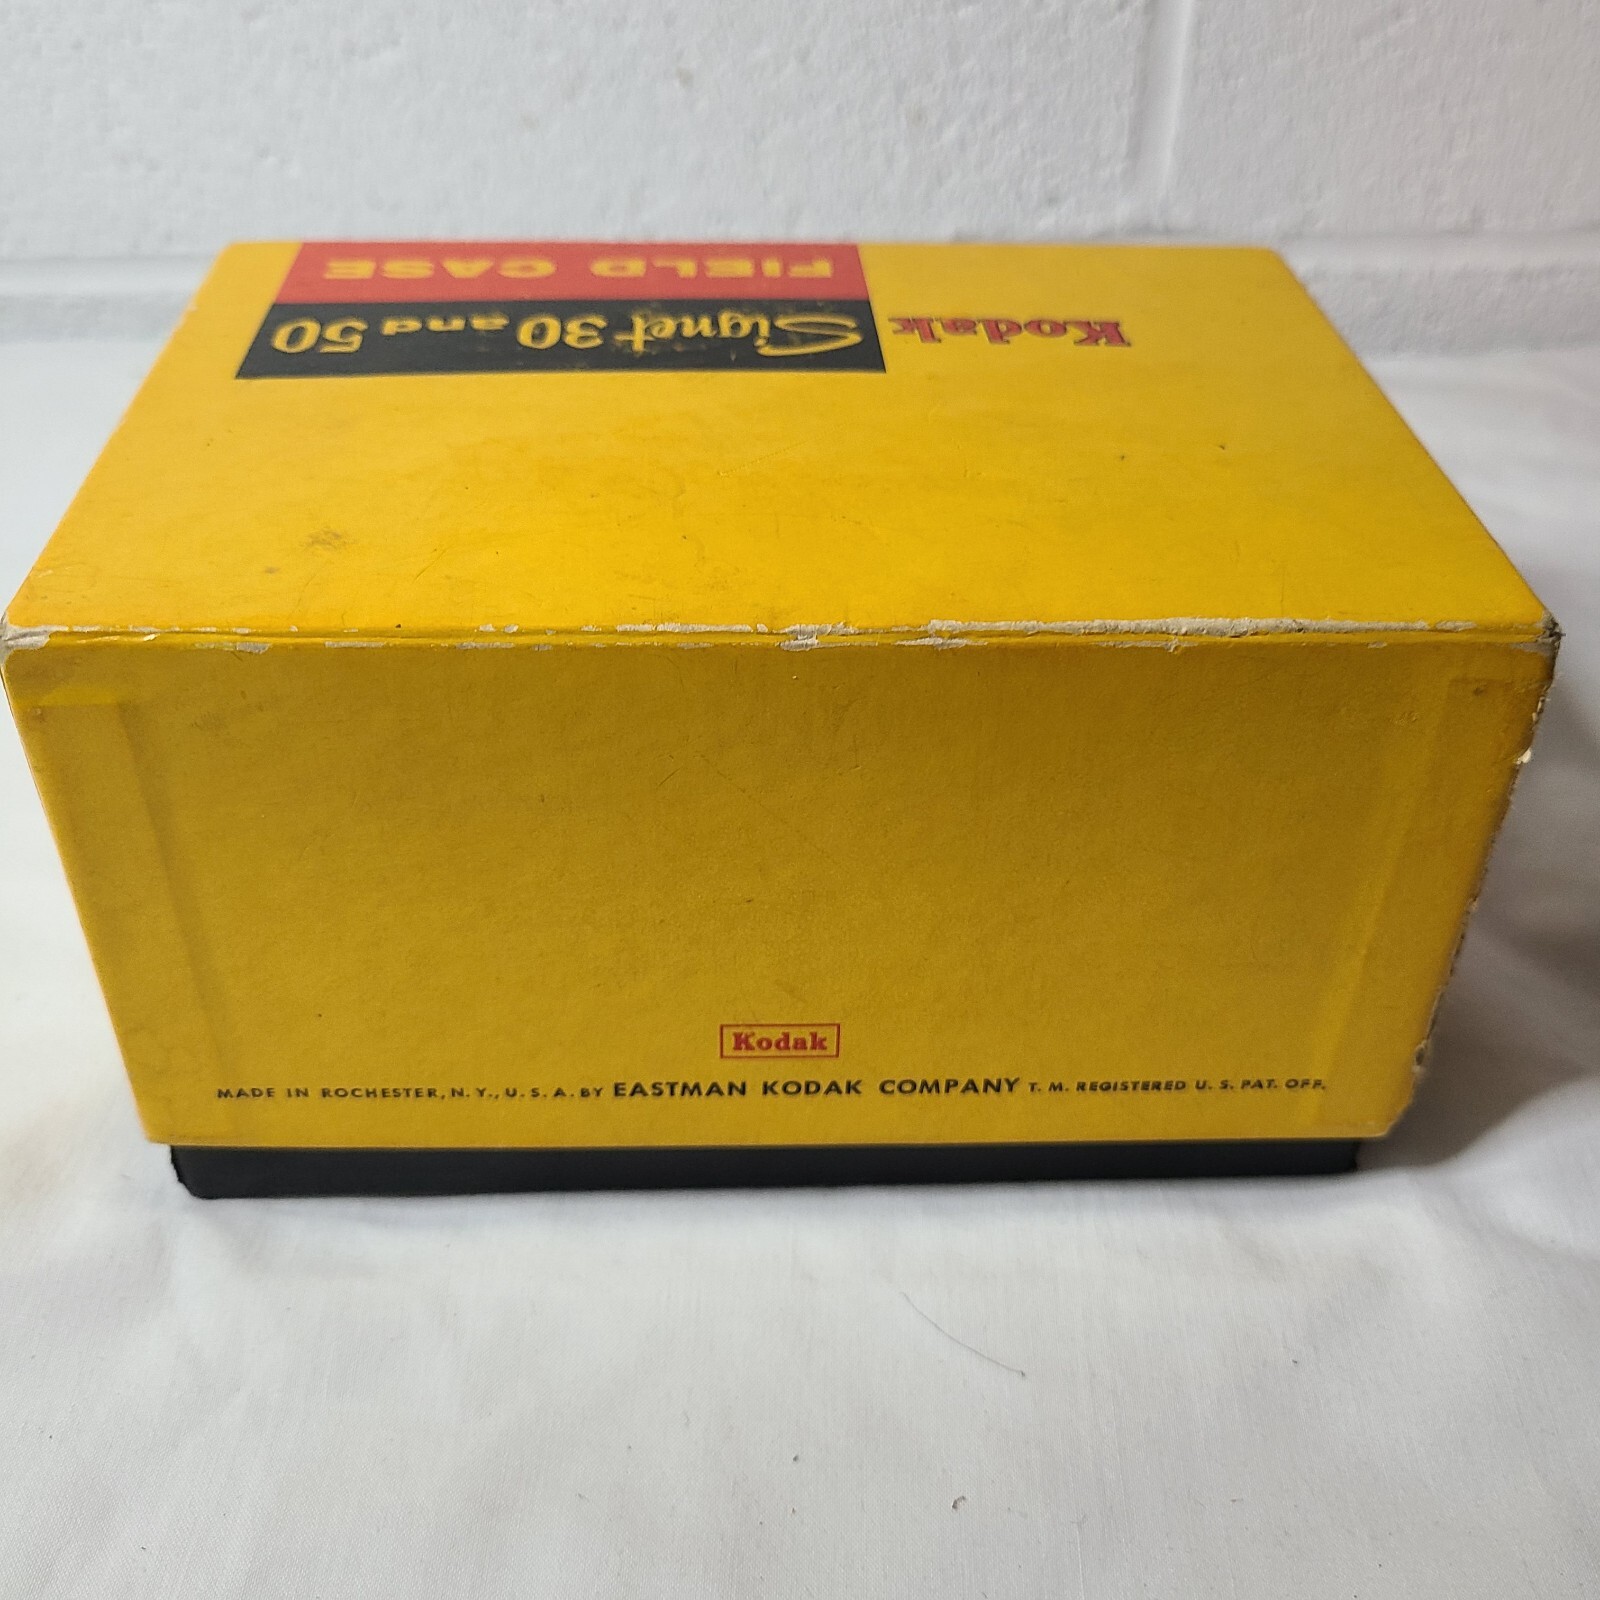 Kodak
Signet 30 and 50
FIELD CASE
Kodak
MADE IN ROCHESTER, N. Y., U. S. A. BY EASTMAN KODAK COMPANY T. M. REGISTERED U. S. PAT. OFF.